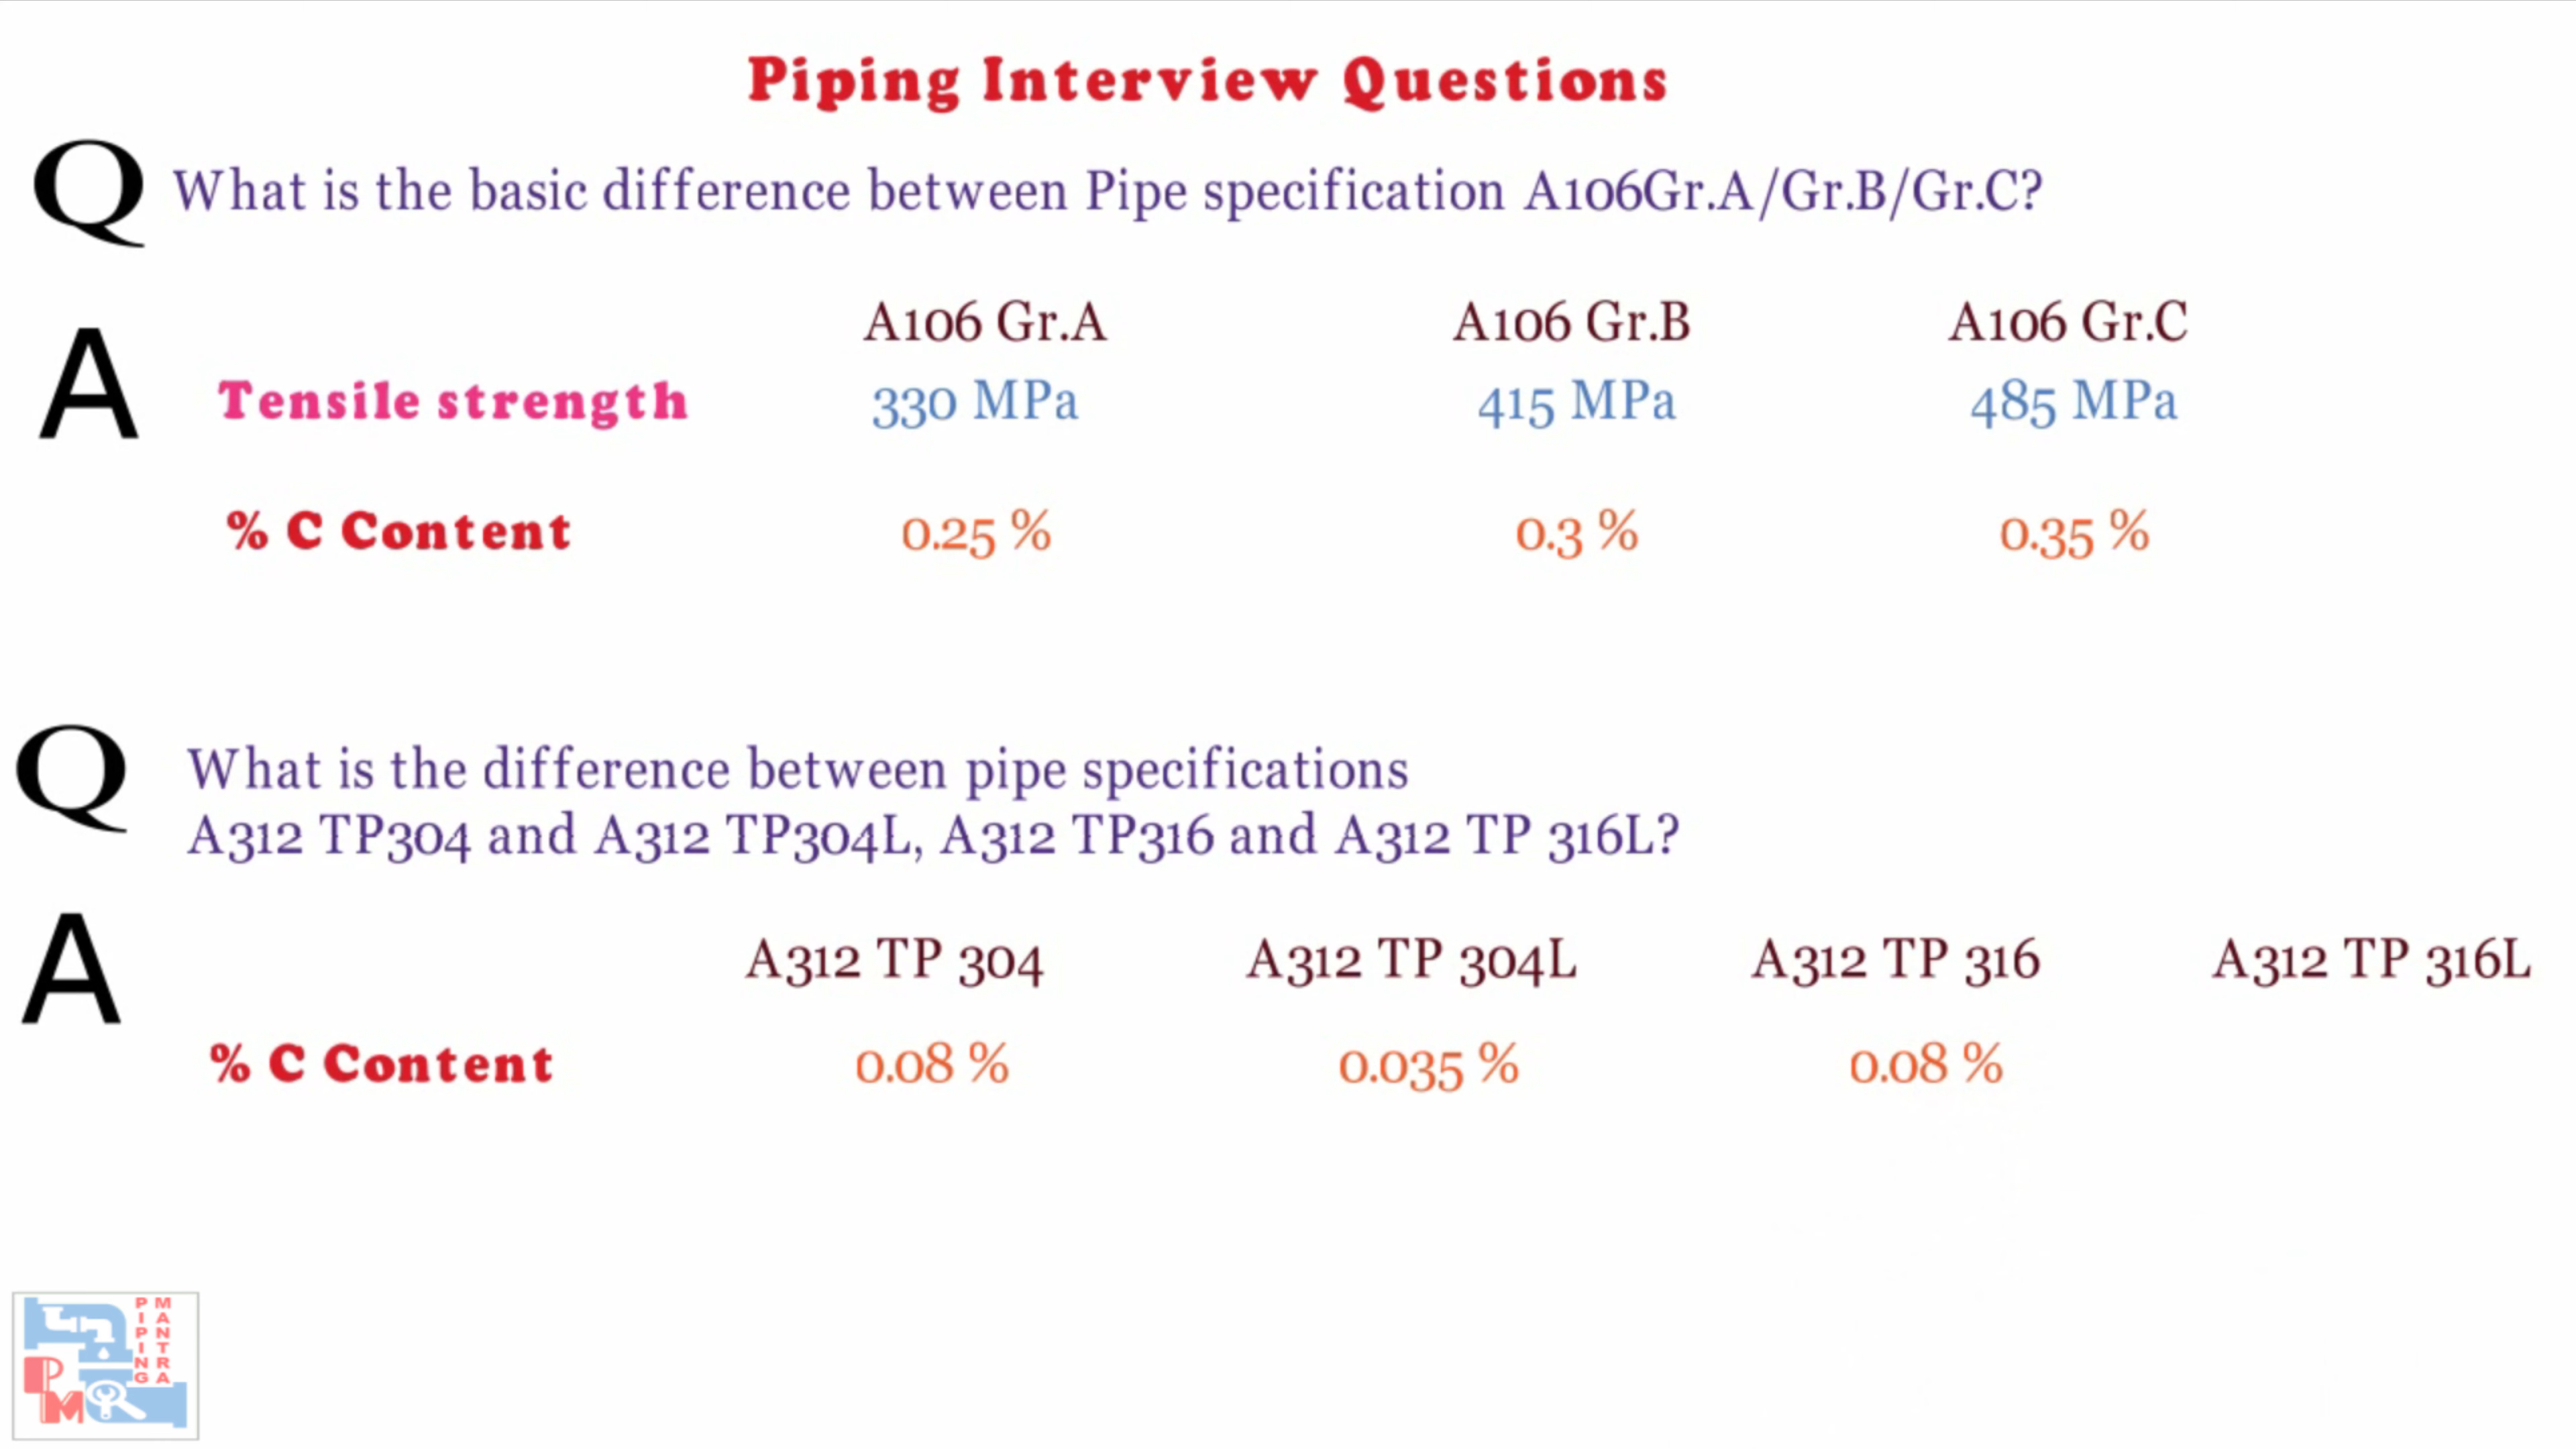 Piping Interview Questions
Q What is the basic difference between Pipe specification A106Gr.A/Gr.B/Gr.C?
A
A106 Gr.A A106 Gr.B A106 Gr.C
Tensile strength 330 MPa 415 MPa 485 MPa
% C Content 0.25 % 0.3 % 0.35 %
Q What is the difference between pipe specifications
A312 TP304 and A312 TP304L, A312 TP316 and A312 TP 316L?
A
A312 TP 304 A312 TP 304L A312 TP 316 A312 TP 316L
% C Content 0.08 % 0.035 % 0.08 %
PIPING MANTRA
PM